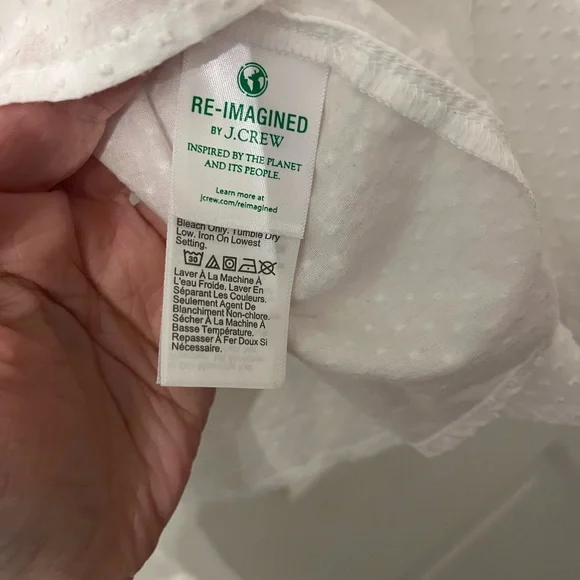 RE-IMAGINED
BY J.CREW
INSPIRED BY THE PLANET
AND ITS PEOPLE.
Learn more at
jcrew.com/reimagined
Bleach Only. Tumble Dry
Low. Iron On Lowest
Setting.
30
Laver À La Machine À
L'eau Froide. Laver En
Séparant Les Couleurs.
Seulement Agent De
Blanchiment Non-chlore.
Sécher À La Machine À
Basse Température.
Repasser À Fer Doux Si
Nécessaire.